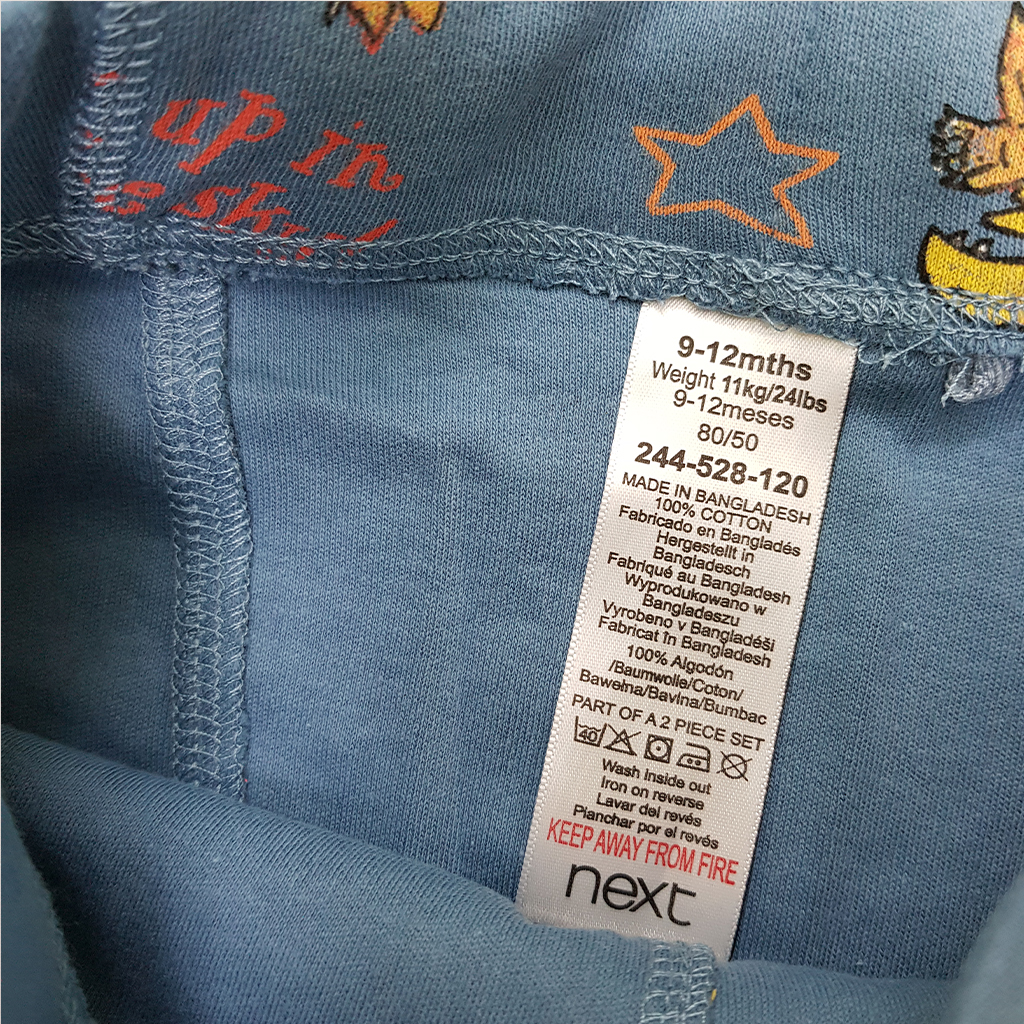 up in
sky
9-12mths
Weight 11kg/24lbs
9-12meses
80/50
244-528-120
MADE IN BANGLADESH
100% COTTON
Fabricado en Bangladés
Hergestellt in
Bangladesch
Fabriqué au Bangladesh
Wyprodukowano w
Bangladeszu
Vyrobeno v Bangladéši
Fabricat în Bangladesh
100% Algodón
/Baumwolle/Coton/
Bawełna/Bavlna/Bumbac
PART OF A 2 PIECE SET
40
Wash inside out
Iron on reverse
Lavar del revés
Planchar por el revés
KEEP AWAY FROM FIRE
next